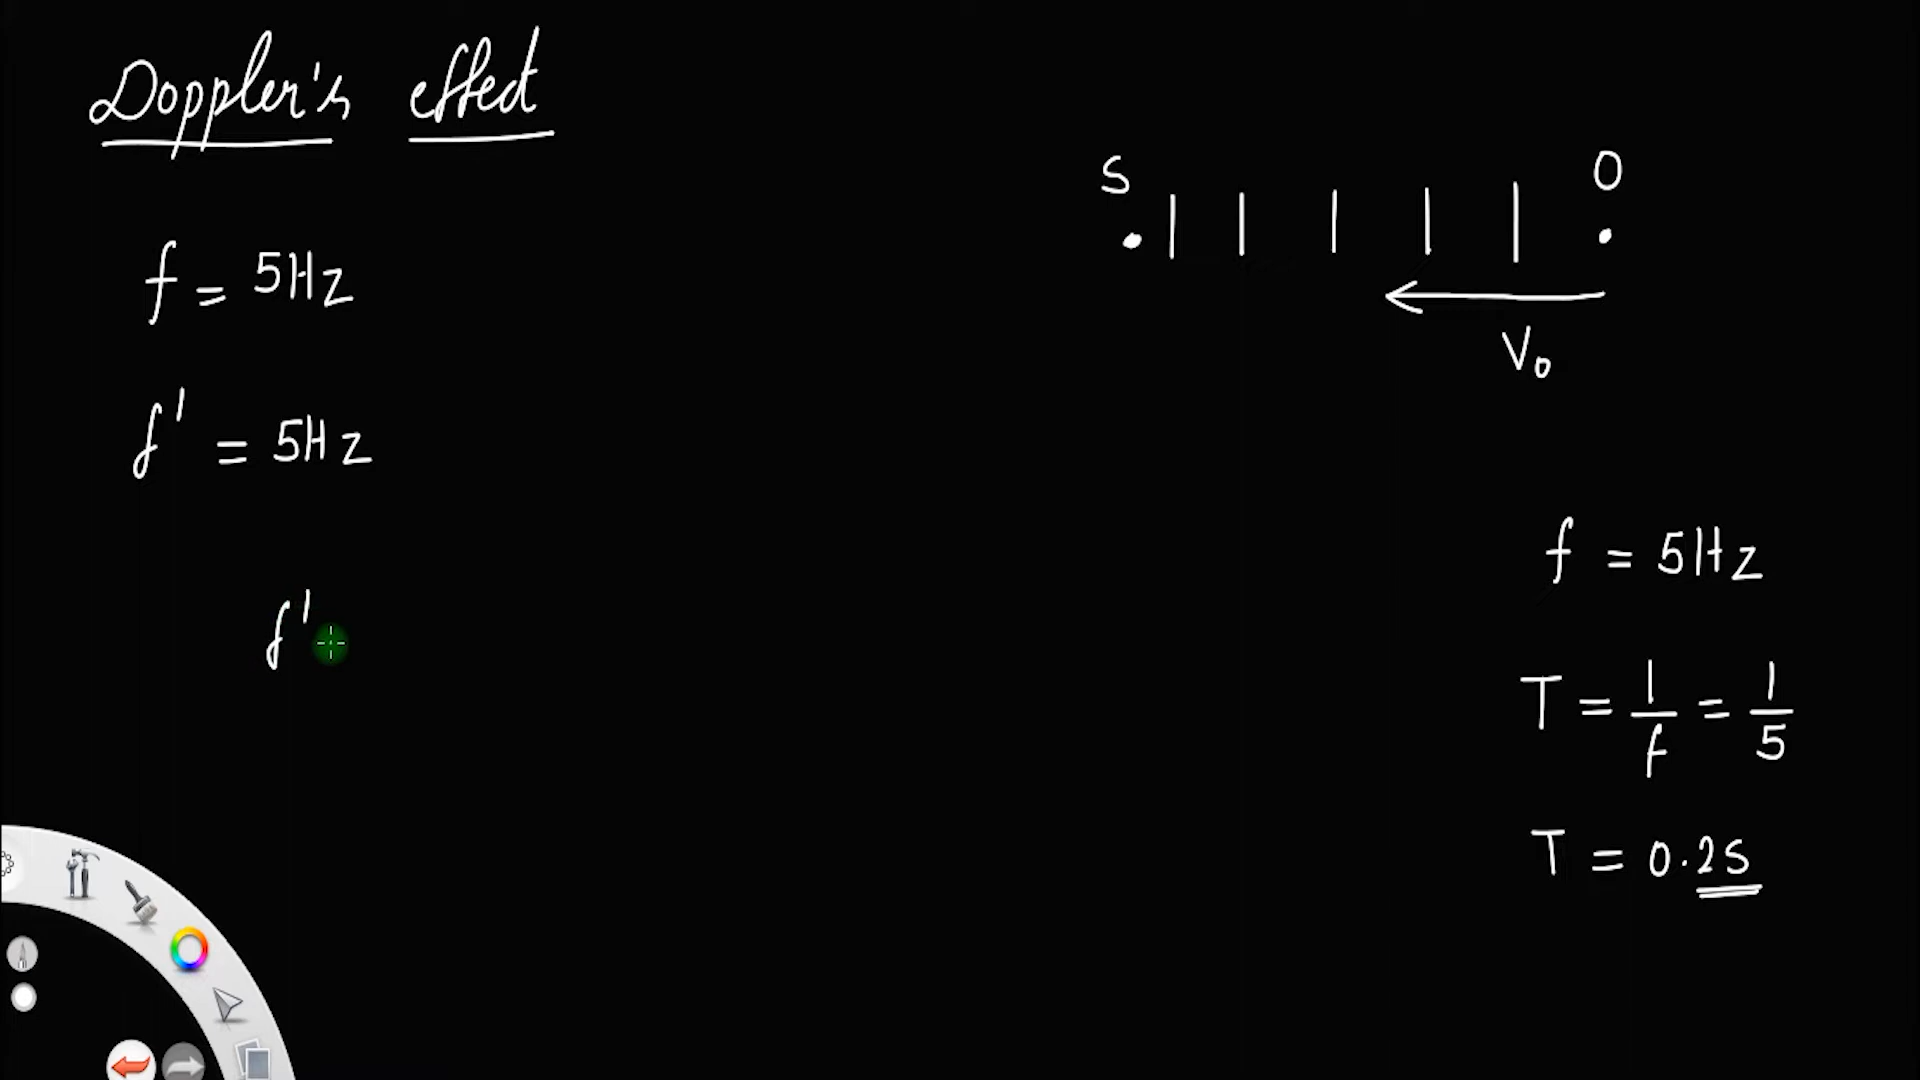 Doppler's effect
S O
f = 5Hz
V₀
f' = 5Hz
f = 5Hz
f'
T = 1/f = 1/5
T = 0.2s